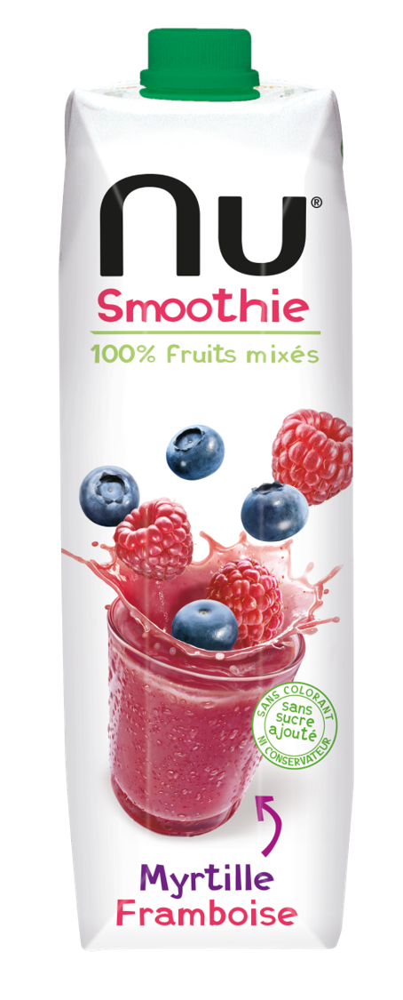 nu®
Smoothie
100% fruits mixés
SANS COLORANT
sans
sucre
ajouté
NI CONSERVATEUR
Myrtille
Framboise